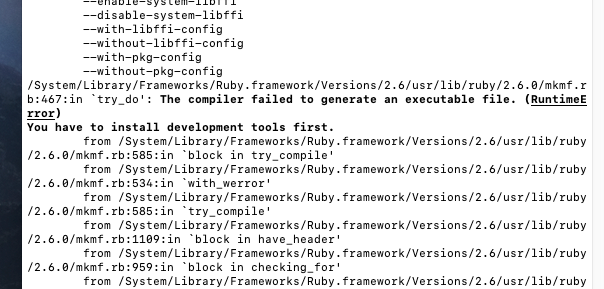 --enable-system-libffi
--disable-system-libffi
--with-libffi-config
--without-libffi-config
--with-pkg-config
--without-pkg-config
/System/Library/Frameworks/Ruby.framework/Versions/2.6/usr/lib/ruby/2.6.0/mkmf.r
b:467:in `try_do': The compiler failed to generate an executable file. (RuntimeE
rror)
You have to install development tools first.
from /System/Library/Frameworks/Ruby.framework/Versions/2.6/usr/lib/ruby
/2.6.0/mkmf.rb:585:in `block in try_compile'
from /System/Library/Frameworks/Ruby.framework/Versions/2.6/usr/lib/ruby
/2.6.0/mkmf.rb:534:in `with_werror'
from /System/Library/Frameworks/Ruby.framework/Versions/2.6/usr/lib/ruby
/2.6.0/mkmf.rb:585:in `try_compile'
from /System/Library/Frameworks/Ruby.framework/Versions/2.6/usr/lib/ruby
/2.6.0/mkmf.rb:1109:in `block in have_header'
from /System/Library/Frameworks/Ruby.framework/Versions/2.6/usr/lib/ruby
/2.6.0/mkmf.rb:959:in `block in checking_for'
from /System/Library/Frameworks/Ruby.framework/Versions/2.6/usr/lib/ruby